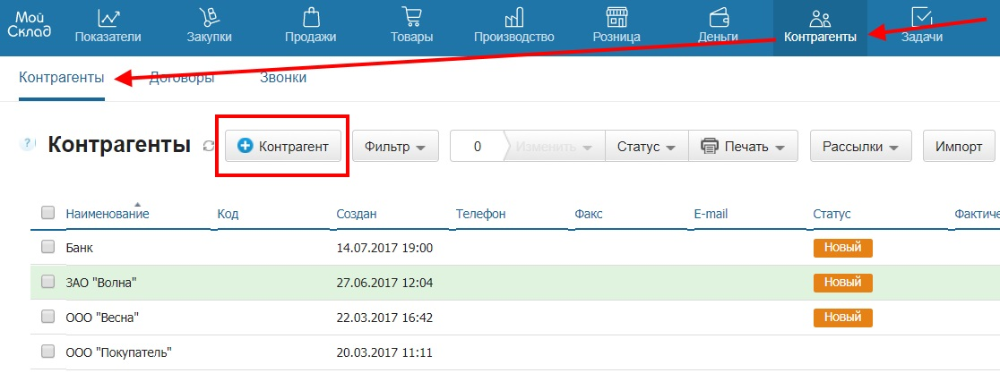 Мой Склад
Показатели Закупки Продажи Товары Производство Розница Деньги Контрагенты Задачи
Контрагенты Договоры Звонки
? Контрагенты Контрагент Фильтр 0 Изменить Статус Печать Рассылки Импорт
Наименование Код Создан Телефон Факс E-mail Статус Фактиче
Банк 14.07.2017 19:00 Новый
ЗАО "Волна" 27.06.2017 12:04 Новый
ООО "Весна" 22.03.2017 16:42 Новый
ООО "Покупатель" 20.03.2017 11:11